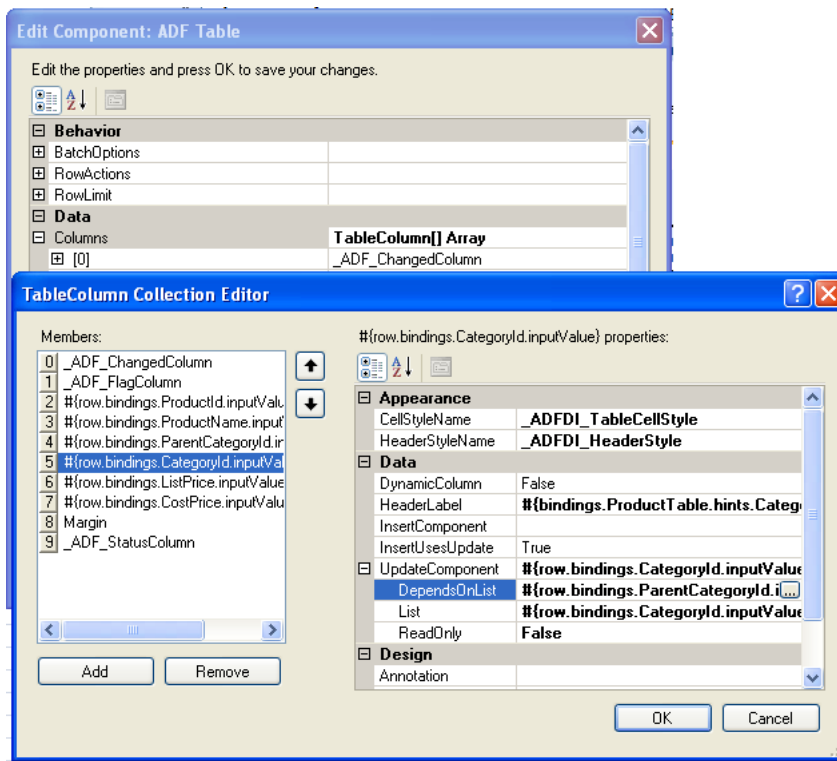 Edit Component: ADF Table
Edit the properties and press OK to save your changes.
Behavior
BatchOptions
RowActions
RowLimit
Data
Columns TableColumn[] Array
[0] _ADF_ChangedColumn
TableColumn Collection Editor
Members:
0 _ADF_ChangedColumn
1 _ADF_FlagColumn
2 #{row.bindings.ProductId.inputValu
3 #{row.bindings.ProductName.input
4 #{row.bindings.ParentCategoryId.ir
5 #{row.bindings.CategoryId.inputVal
6 #{row.bindings.ListPrice.inputValue
7 #{row.bindings.CostPrice.inputValu
8 Margin
9 _ADF_StatusColumn
Add Remove
#{row.bindings.CategoryId.inputValue} properties:
Appearance
CellStyleName _ADFDI_TableCellStyle
HeaderStyleName _ADFDI_HeaderStyle
Data
DynamicColumn False
HeaderLabel #{bindings.ProductTable.hints.Categ
InsertComponent
InsertUsesUpdate True
UpdateComponent #{row.bindings.CategoryId.inputValue
DependsOnList #{row.bindings.ParentCategoryId.i ...
List #{row.bindings.CategoryId.inputValue
ReadOnly False
Design
Annotation
OK Cancel